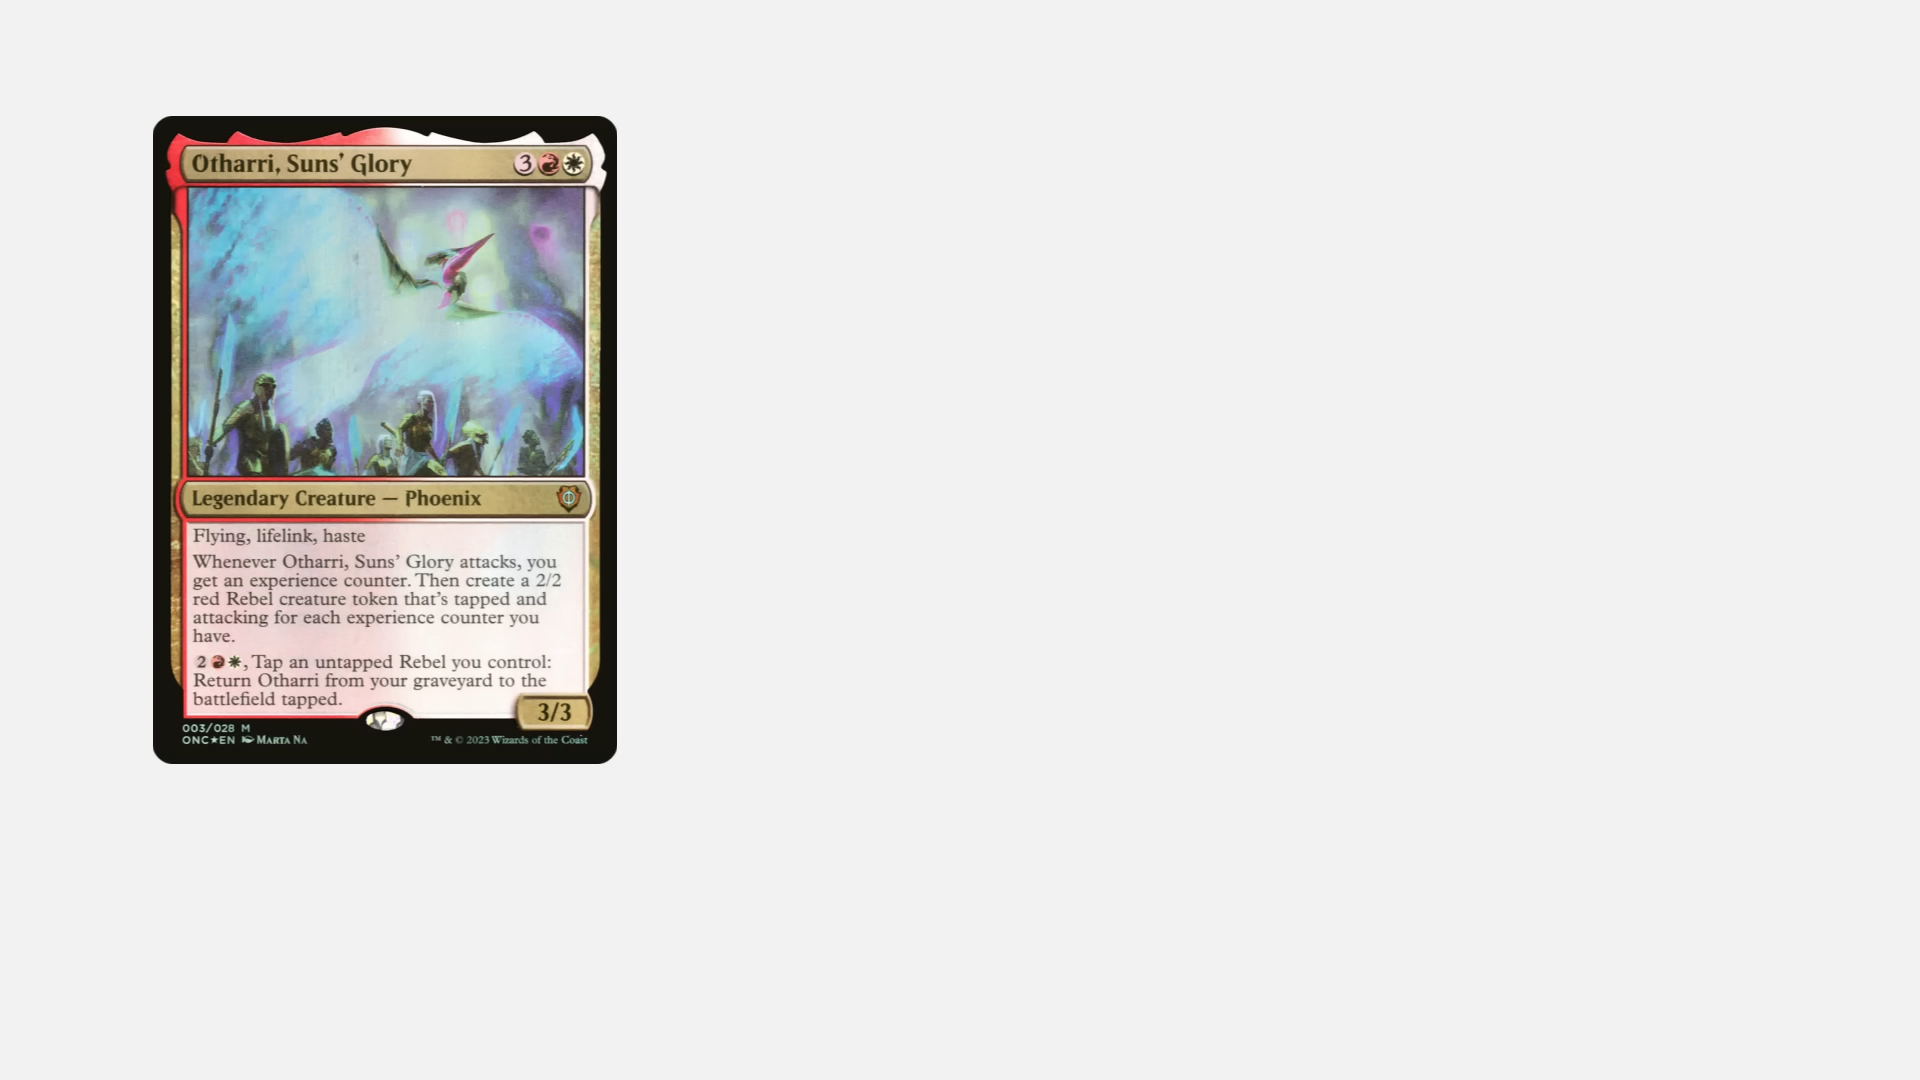 Otharri, Suns' Glory 3
Legendary Creature — Phoenix
Flying, lifelink, haste
Whenever Otharri, Suns' Glory attacks, you
get an experience counter. Then create a 2/2
red Rebel creature token that's tapped and
attacking for each experience counter you
have.
2 , Tap an untapped Rebel you control:
Return Otharri from your graveyard to the
battlefield tapped.
3/3
003/028 M
ONC★EN Marta Na
™ & © 2023 Wizards of the Coast